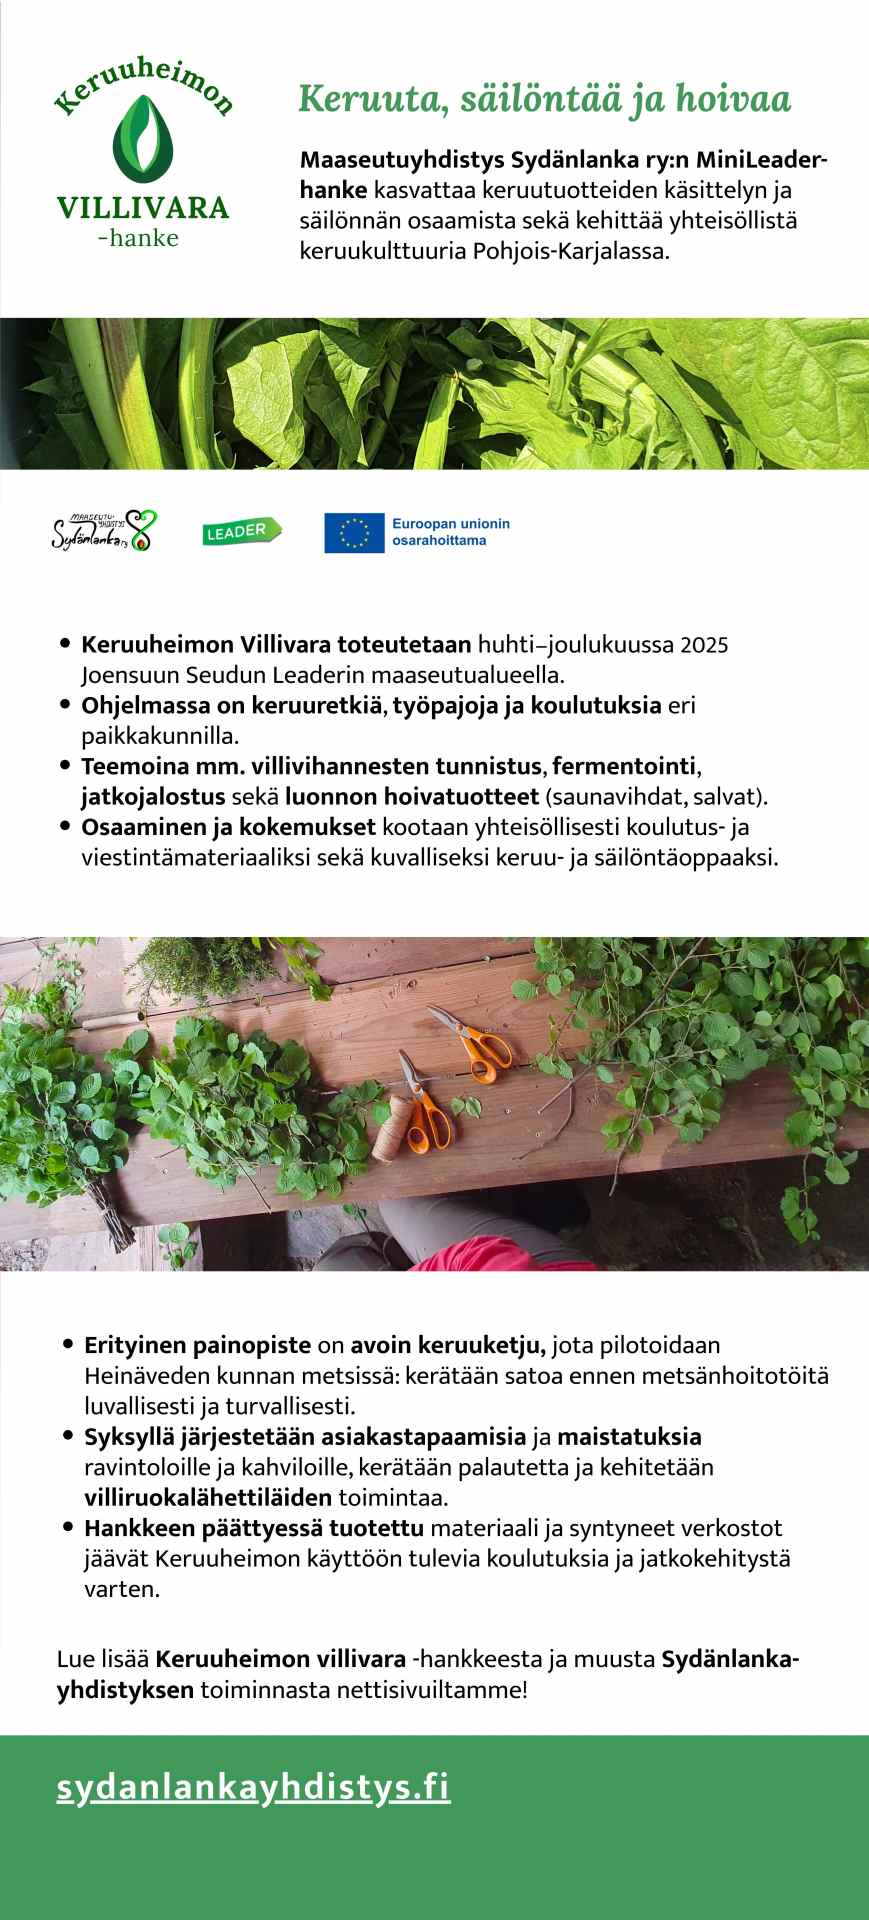 Keruuheimon
VILLIVARA
-hanke
Keruuta, säilöntää ja hoivaa
Maaseutuyhdistys Sydänlanka ry:n MiniLeader-
hanke kasvattaa keruutuotteiden käsittelyn ja
säilönnän osaamista sekä kehittää yhteisöllistä
keruukulttuuria Pohjois-Karjalassa.
MAASEUTU-
YHDISTYS
Sydänlanka ry
LEADER
Euroopan unionin
osarahoittama
• Keruuheimon Villivara toteutetaan huhti–joulukuussa 2025
Joensuun Seudun Leaderin maaseutualueella.
• Ohjelmassa on keruuretkiä, työpajoja ja koulutuksia eri
paikkakunnilla.
• Teemoina mm. villivihannesten tunnistus, fermentointi,
jatkojalostus sekä luonnon hoivatuotteet (saunavihdat, salvat).
• Osaaminen ja kokemukset kootaan yhteisöllisesti koulutus- ja
viestintämateriaaliksi sekä kuvalliseksi keruu- ja säilöntäoppaaksi.
• Erityinen painopiste on avoin keruuketju, jota pilotoidaan
Heinäveden kunnan metsissä: kerätään satoa ennen metsänhoitotöitä
luvallisesti ja turvallisesti.
• Syksyllä järjestetään asiakastapaamisia ja maistatuksia
ravintoloille ja kahviloille, kerätään palautetta ja kehitetään
villiruokalähettiläiden toimintaa.
• Hankkeen päättyessä tuotettu materiaali ja syntyneet verkostot
jäävät Keruuheimon käyttöön tulevia koulutuksia ja jatkokehitystä
varten.
Lue lisää Keruuheimon villivara -hankkeesta ja muusta Sydänlanka-
yhdistyksen toiminnasta nettisivuiltamme!
sydanlankayhdistys.fi